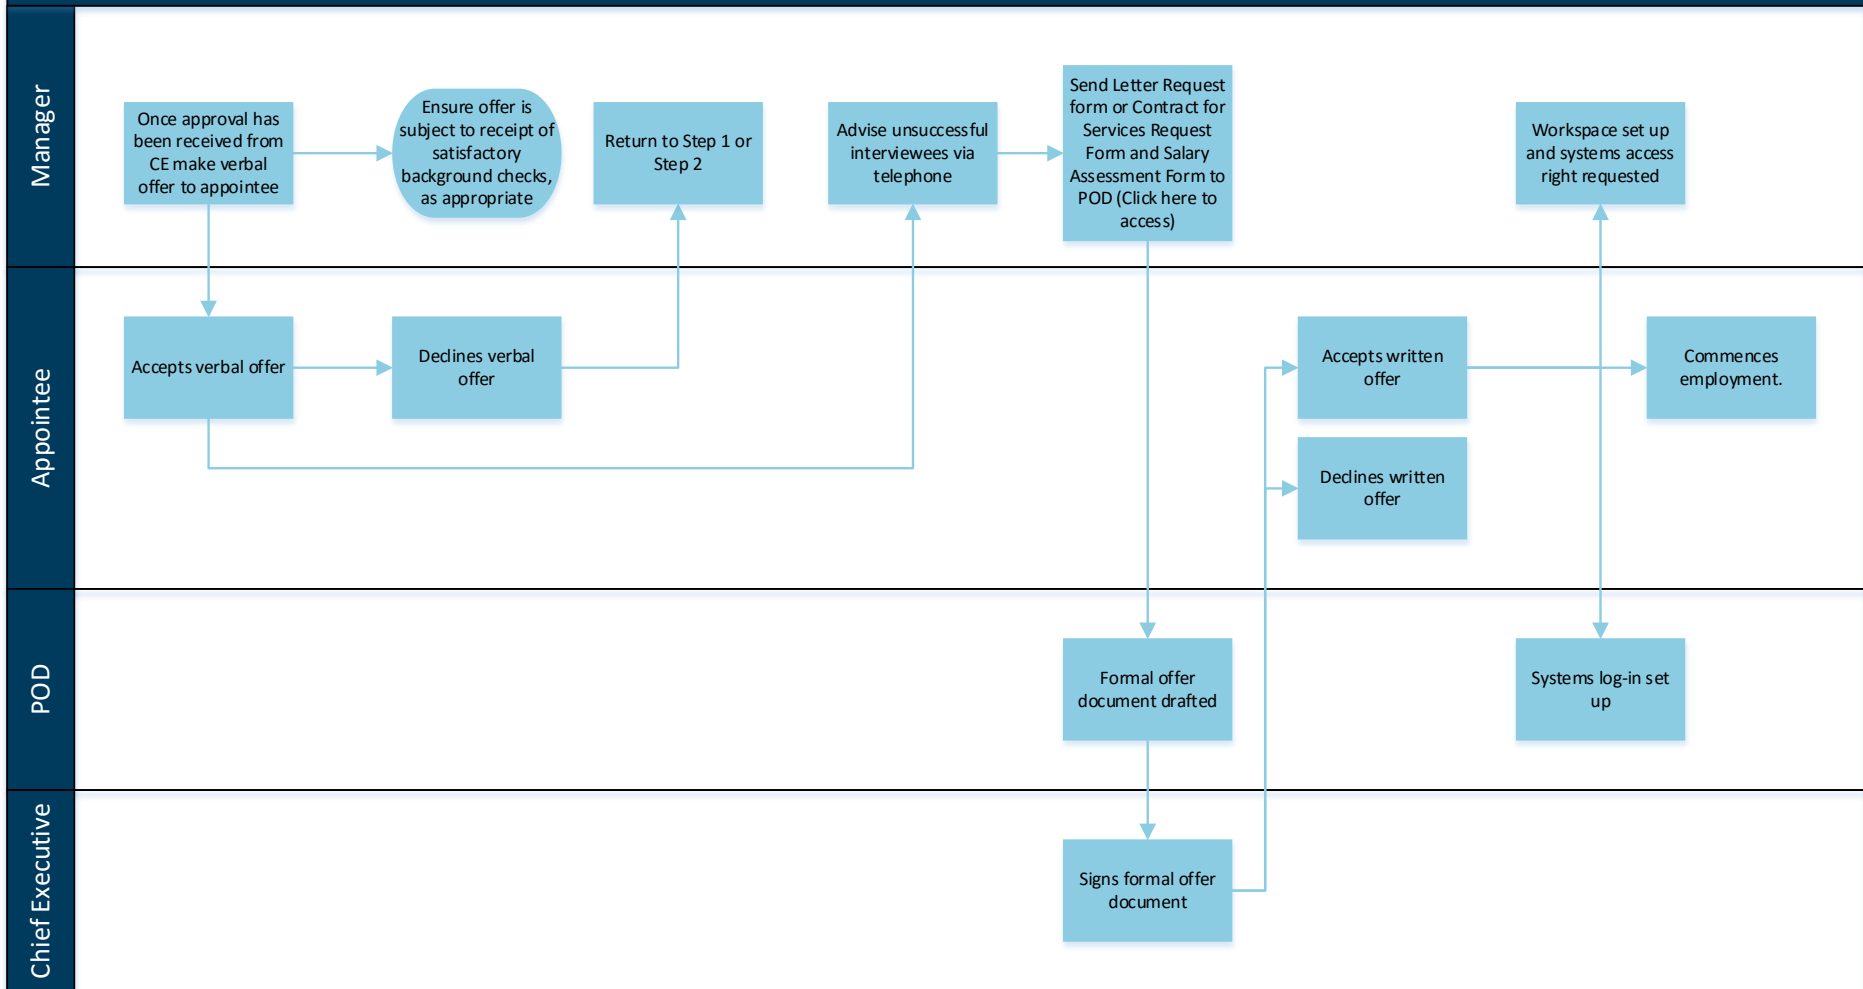 Manager
Once approval has
been received from
CE make verbal
offer to appointee
Ensure offer is
subject to receipt of
satisfactory
background checks,
as appropriate
Return to Step 1 or
Step 2
Advise unsuccessful
interviewees via
telephone
Send Letter Request
form or Contract for
Services Request
Form and Salary
Assessment Form to
POD (Click here to
access)
Workspace set up
and systems access
right requested
Appointee
Accepts verbal offer
Declines verbal
offer
Accepts written
offer
Commences
employment.
Declines written
offer
POD
Formal offer
document drafted
Systems log-in set
up
Chief Executive
Signs formal offer
document